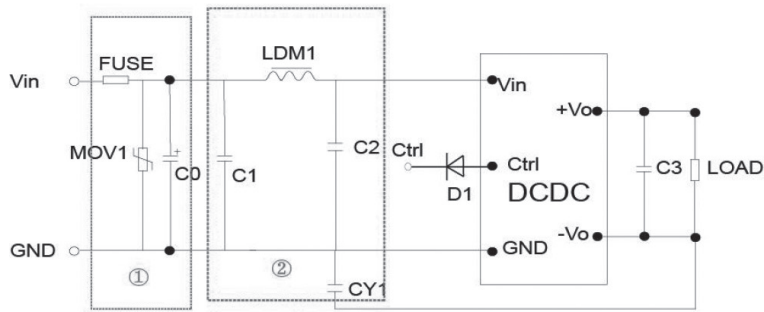 FUSE
LDM1
Vin
Vin
+Vo
MOV1
+
C0
C1
C2
Ctrl
Ctrl
D1
DCDC
C3
LOAD
-Vo
GND
GND
①
②
CY1